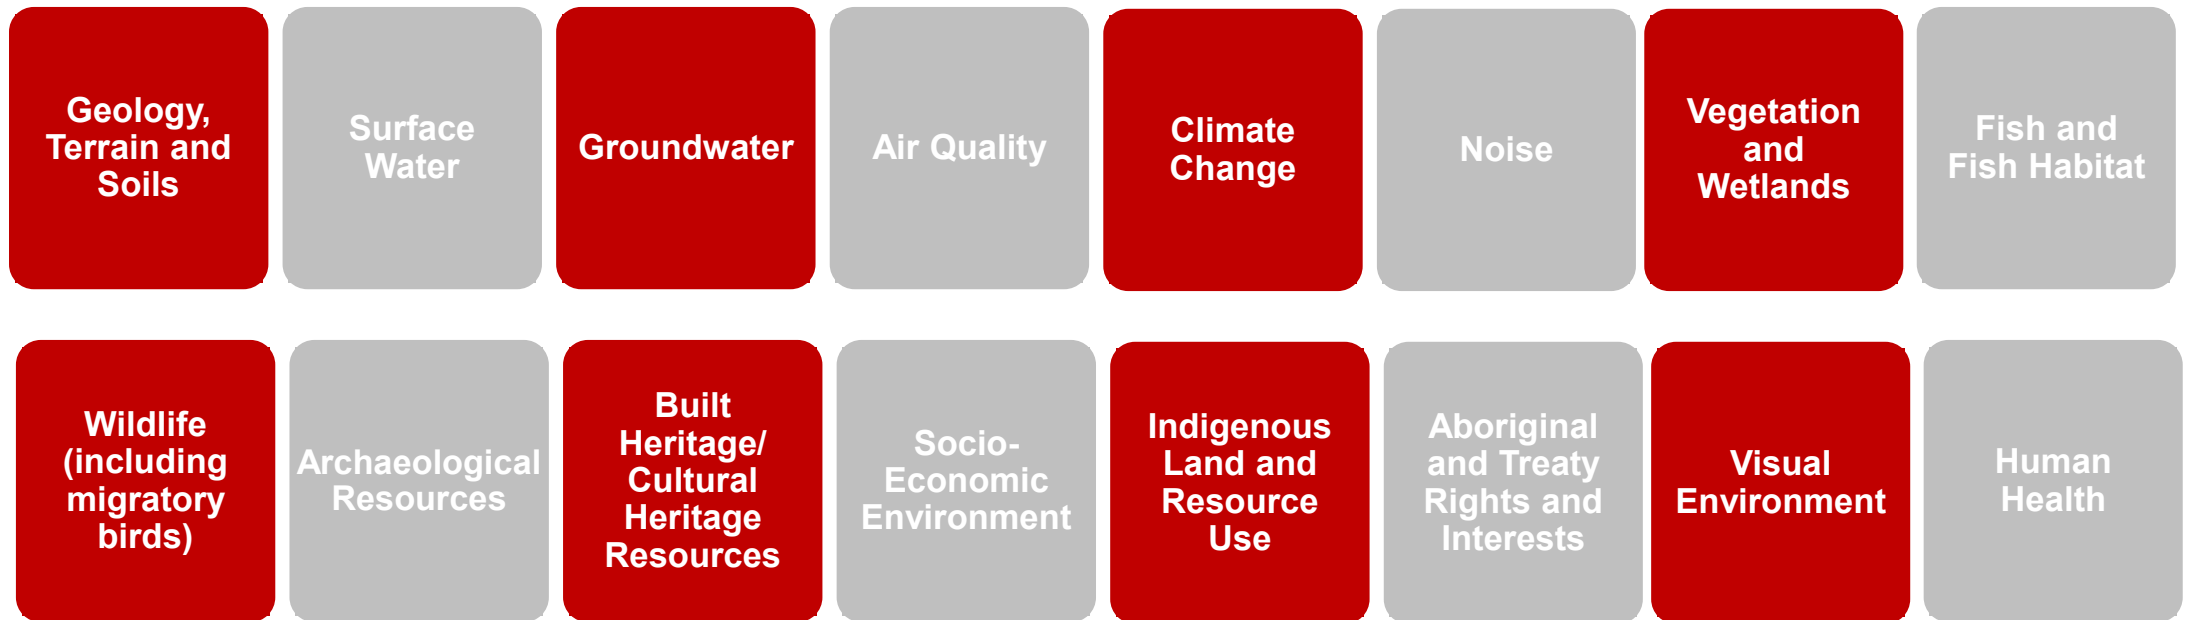 Geology,
Terrain and
Soils
Surface
Water
Groundwater
Air Quality
Climate
Change
Noise
Vegetation
and
Wetlands
Fish and
Fish Habitat
Wildlife
(including
migratory
birds)
Archaeological
Resources
Built
Heritage/
Cultural
Heritage
Resources
Socio-
Economic
Environment
Indigenous
Land and
Resource
Use
Aboriginal
and Treaty
Rights and
Interests
Visual
Environment
Human
Health